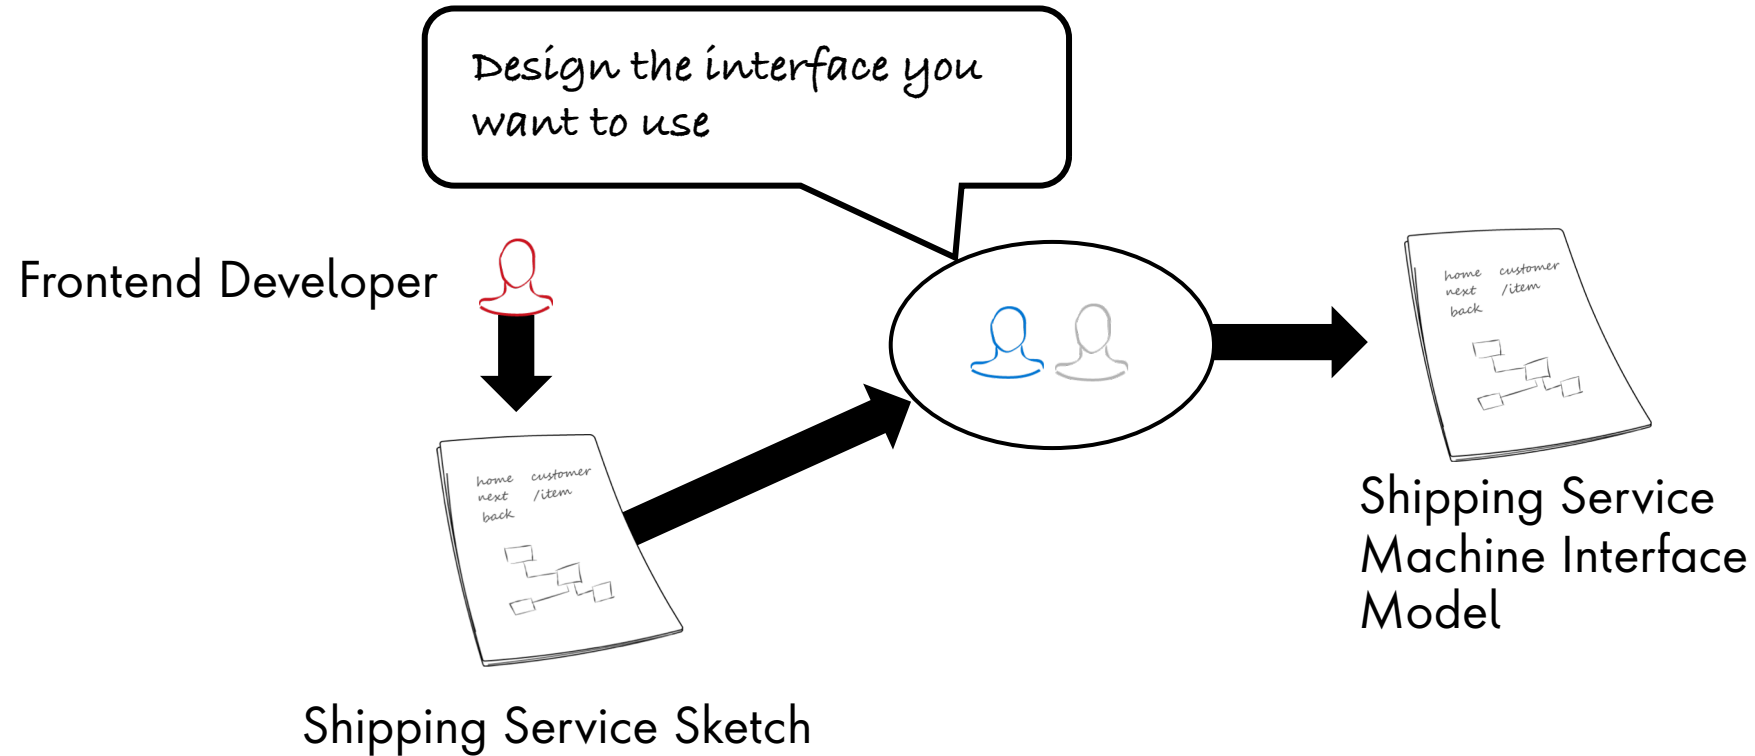 Design the interface you
want to use
Frontend Developer
home customer
next /item
back
home customer
next /item
back
Shipping Service
Machine Interface
Model
Shipping Service Sketch